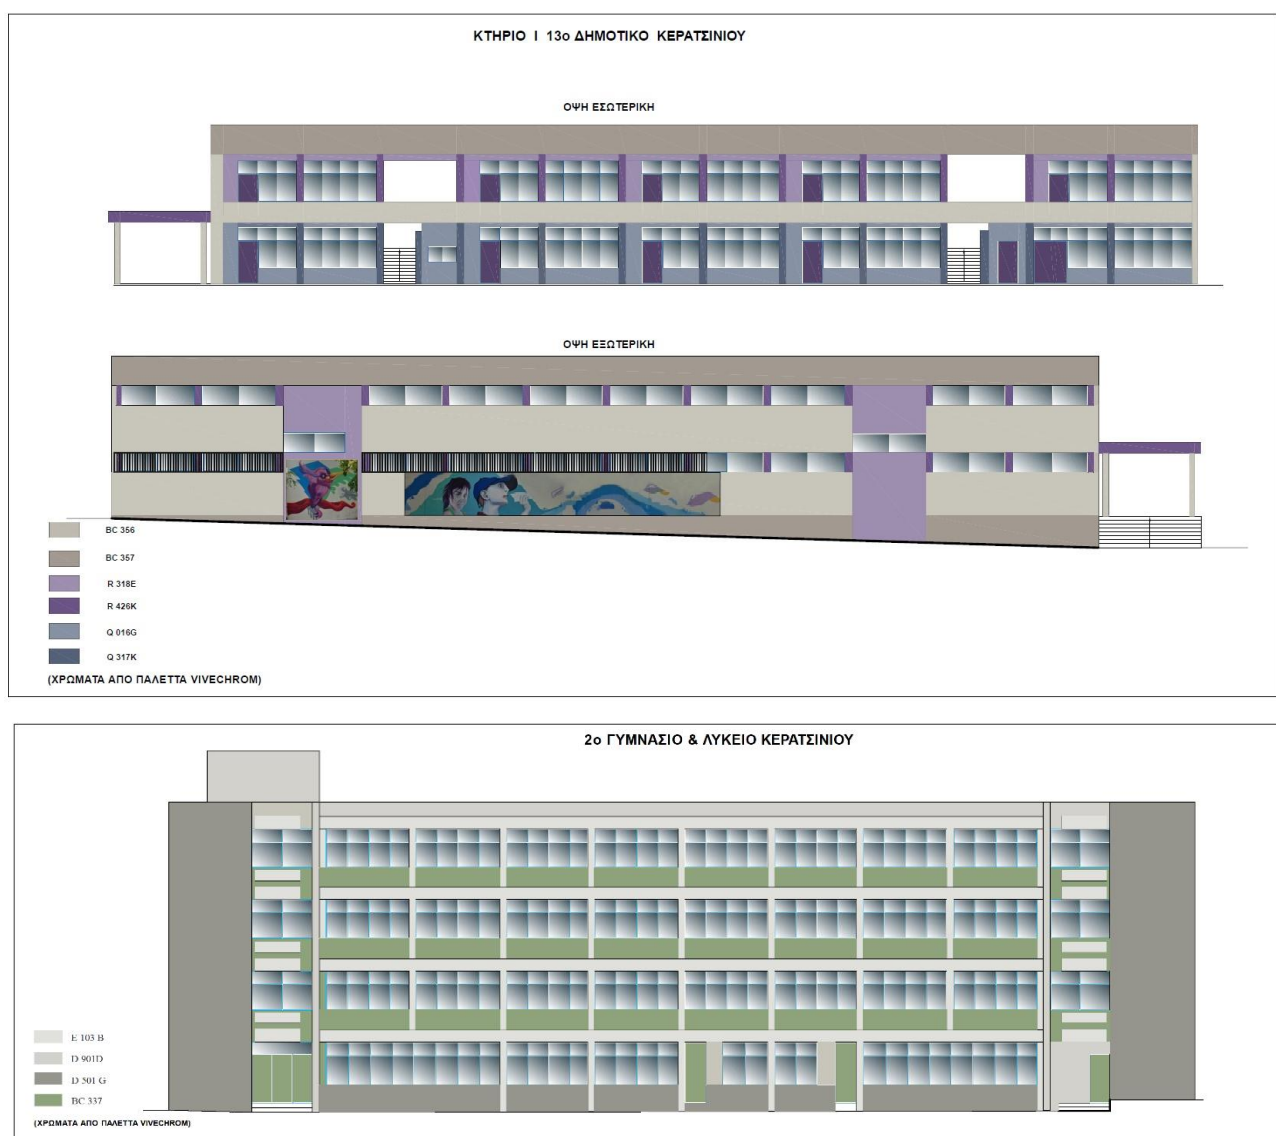 ΚΤΗΡΙΟ Ι 13ο ΔΗΜΟΤΙΚΟ ΚΕΡΑΤΣΙΝΙΟΥ
ΟΨΗ ΕΣΩΤΕΡΙΚΗ
ΟΨΗ ΕΞΩΤΕΡΙΚΗ
BC 356
BC 357
R 318E
R 426K
Q 016G
Q 317K
(ΧΡΩΜΑΤΑ ΑΠΟ ΠΑΛΕΤΤΑ VIVECHROM)
2ο ΓΥΜΝΑΣΙΟ & ΛΥΚΕΙΟ ΚΕΡΑΤΣΙΝΙΟΥ
E 103 B
D 901D
D 501 G
BC 337
(ΧΡΩΜΑΤΑ ΑΠΟ ΠΑΛΕΤΤΑ VIVECHROM)